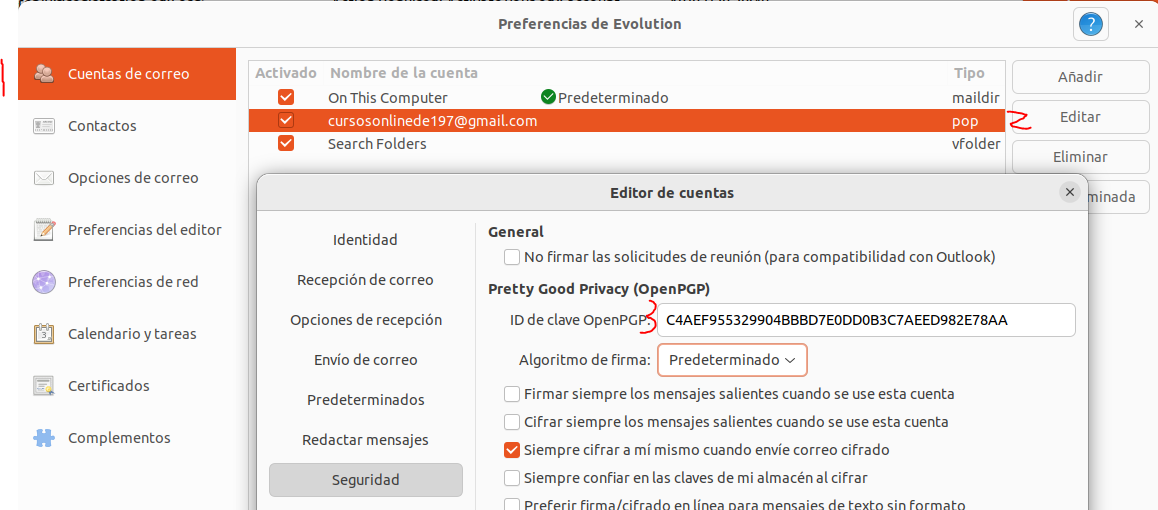 Preferencias de Evolution
?
×
Cuentas de correo
Contactos
Opciones de correo
Preferencias del editor
Preferencias de red
Calendario y tareas
Certificados
Complementos
Activado Nombre de la cuenta Tipo
On This Computer Predeterminado maildir
cursosonlinede197@gmail.com pop
Search Folders vfolder
Añadir
2 Editar
Eliminar
minada
Editor de cuentas
×
Identidad
Recepción de correo
Opciones de recepción
Envío de correo
Predeterminados
Redactar mensajes
Seguridad
General
No firmar las solicitudes de reunión (para compatibilidad con Outlook)
Pretty Good Privacy (OpenPGP)
ID de clave OpenPGP: 3 C4AEF955329904BBBD7E0DD0B3C7AEED982E78AA
Algoritmo de firma: Predeterminado
Firmar siempre los mensajes salientes cuando se use esta cuenta
Cifrar siempre los mensajes salientes cuando se use esta cuenta
Siempre cifrar a mí mismo cuando envíe correo cifrado
Siempre confiar en las claves de mi almacén al cifrar
Preferir firma/cifrado en línea para mensajes de texto sin formato